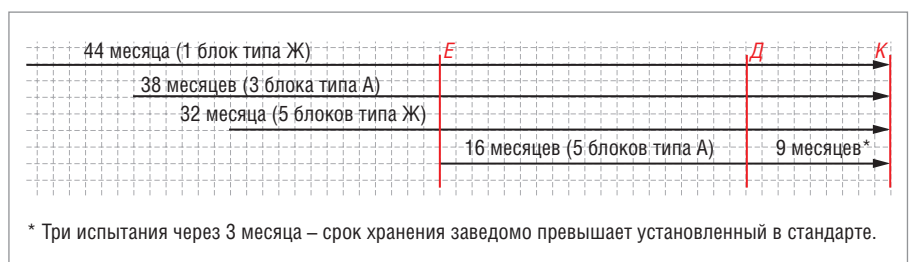 44 месяца (1 блок типа Ж) Е Д К
38 месяцев (3 блока типа А)
32 месяца (5 блоков типа Ж)
16 месяцев (5 блоков типа А) 9 месяцев*
* Три испытания через 3 месяца – срок хранения заведомо превышает установленный в стандарте.